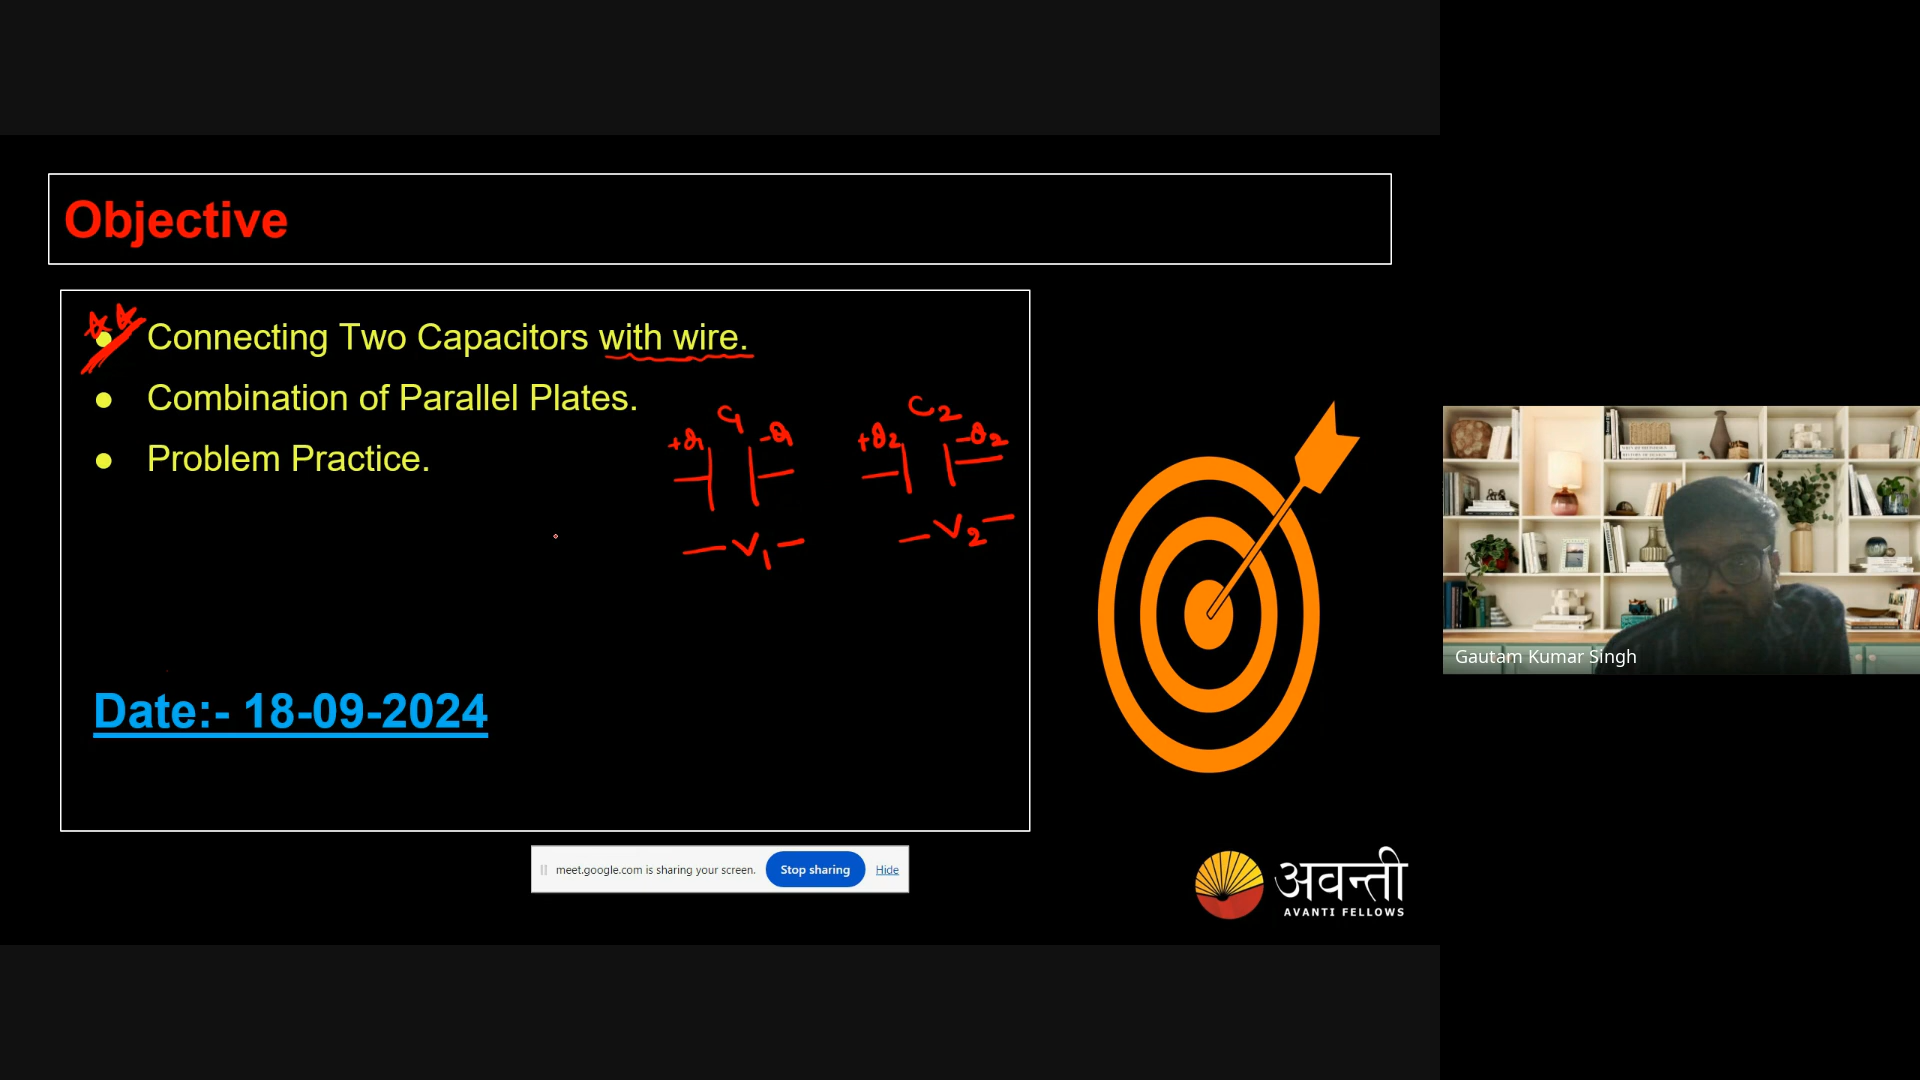 Objective
Connecting Two Capacitors with wire.
Combination of Parallel Plates.
Problem Practice.
C1 C2
+Q1 -Q1 +Q2 -Q2
V1 V2
Date:- 18-09-2024
meet.google.com is sharing your screen. Stop sharing Hide
अवन्ती
AVANTI FELLOWS
Gautam Kumar Singh